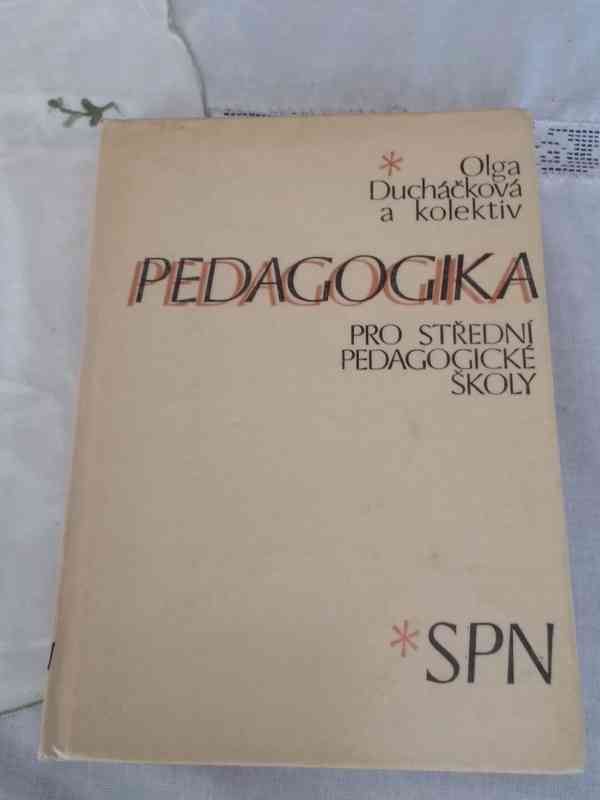 * Olga
Ducháčková
a kolektiv
PEDAGOGIKA
PRO STŘEDNÍ
PEDAGOGICKÉ
ŠKOLY
*SPN